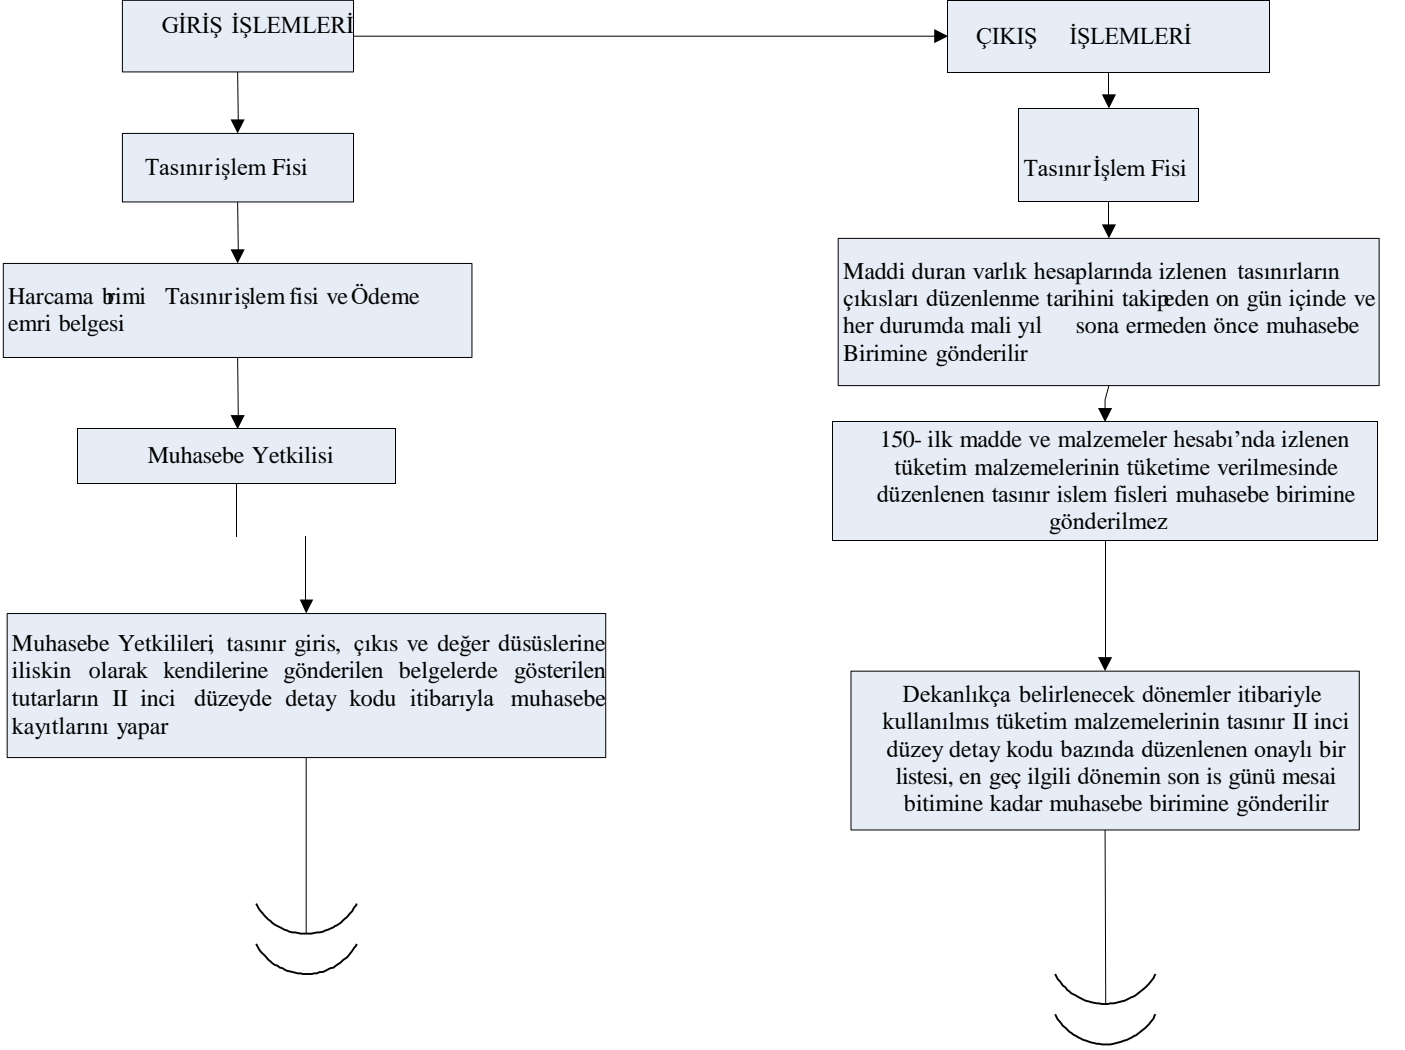 GİRİŞ İŞLEMLERİ
Tasınır işlem Fisi
Harcama birimi Tasınır işlem fisi ve Ödeme
emri belgesi
Muhasebe Yetkilisi
Muhasebe Yetkilileri, tasınır giris, çıkıs ve değer düsüslerine
iliskin olarak kendilerine gönderilen belgelerde gösterilen
tutarların II inci düzeyde detay kodu itibarıyla muhasebe
kayıtlarını yapar
ÇIKIŞ İŞLEMLERİ
Tasınır İşlem Fisi
Maddi duran varlık hesaplarında izlenen tasınırların
çıkısları düzenlenme tarihini takip eden on gün içinde ve
her durumda mali yıl sona ermeden önce muhasebe
Birimine gönderilir
150- ilk madde ve malzemeler hesabı’nda izlenen
tüketim malzemelerinin tüketime verilmesinde
düzenlenen tasınır islem fisleri muhasebe birimine
gönderilmez
Dekanlıkça belirlenecek dönemler itibariyle
kullanılmıs tüketim malzemelerinin tasınır II inci
düzey detay kodu bazında düzenlenen onaylı bir
listesi, en geç ilgili dönemin son is günü mesai
bitimine kadar muhasebe birimine gönderilir